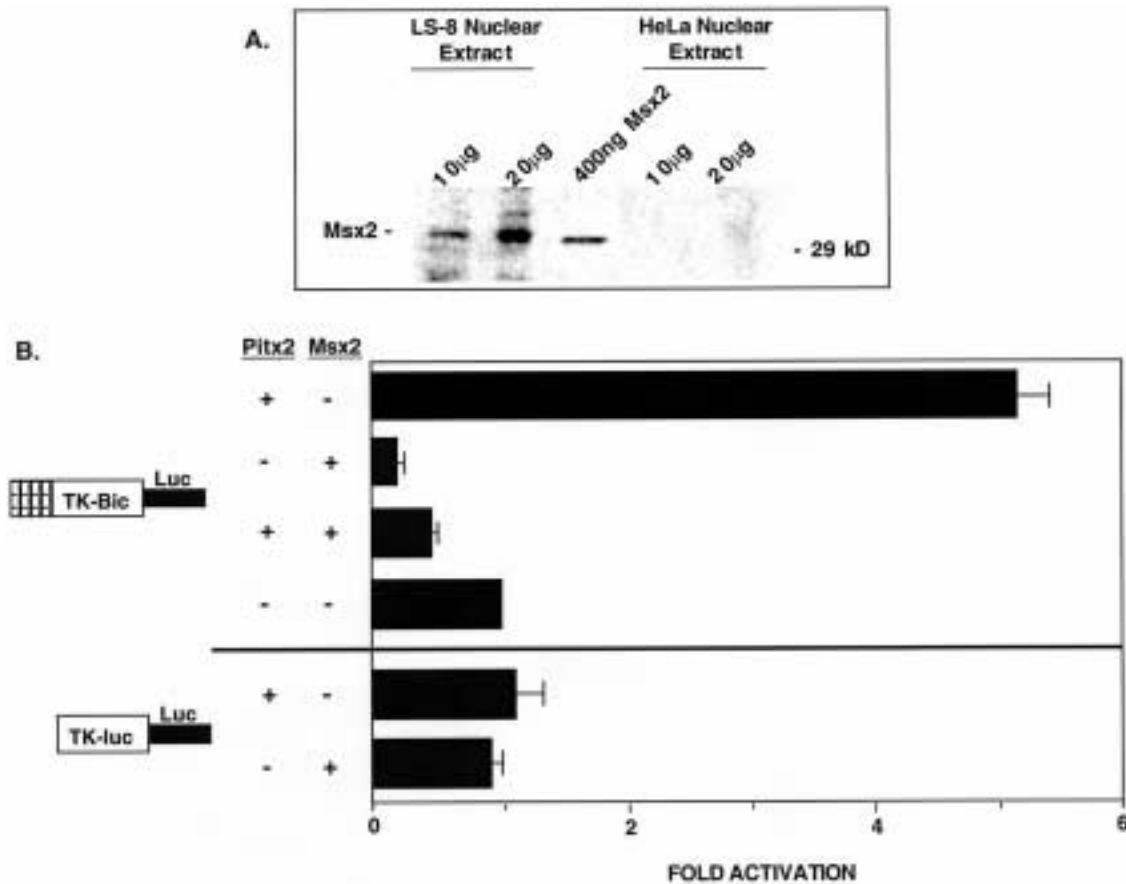 A.
LS-8 Nuclear
Extract
HeLa Nuclear
Extract
10µg
20µg
400ng Msx2
10µg
20µg
Msx2 -
- 29 kD
B.
Pitx2 Msx2
+ -
- +
Luc
TK-Bic
+ +
- -
+ -
Luc
TK-luc
- +
0 2 4 6
FOLD ACTIVATION